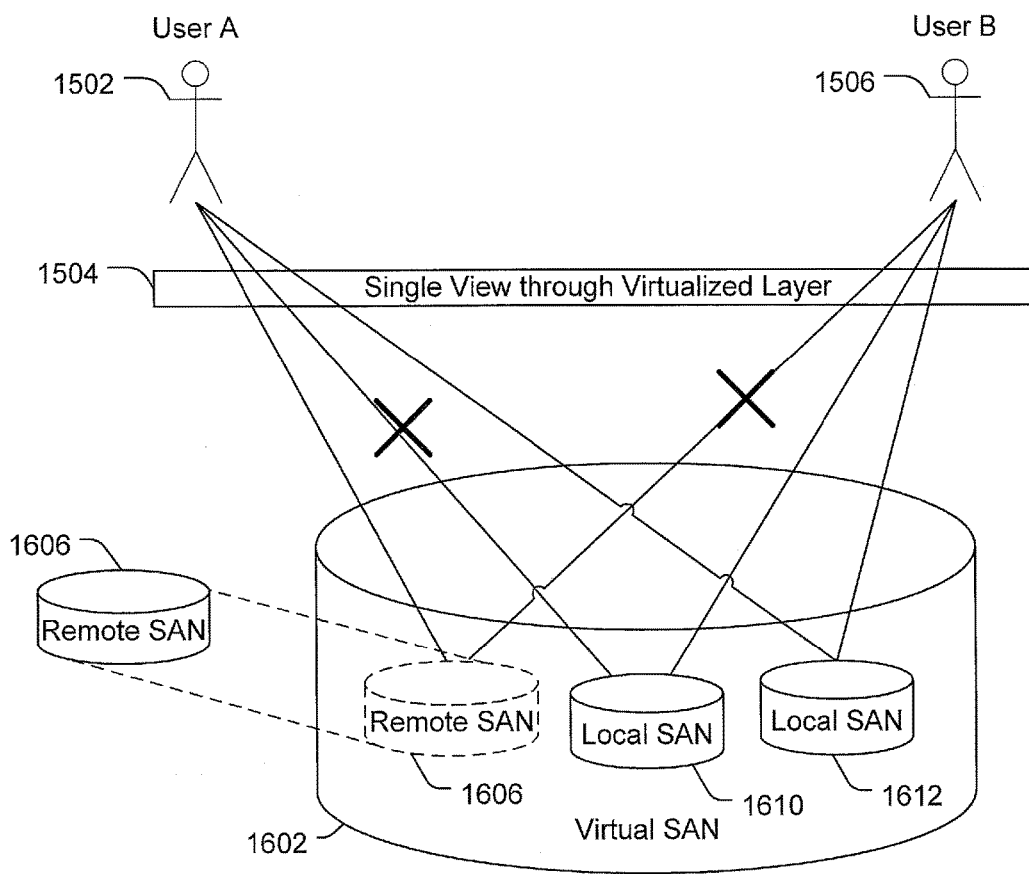 User A
User B
1502
1506
1504
Single View through Virtualized Layer
1606
Remote SAN
Remote SAN
Local SAN
Local SAN
1606
1610
1612
1602
Virtual SAN